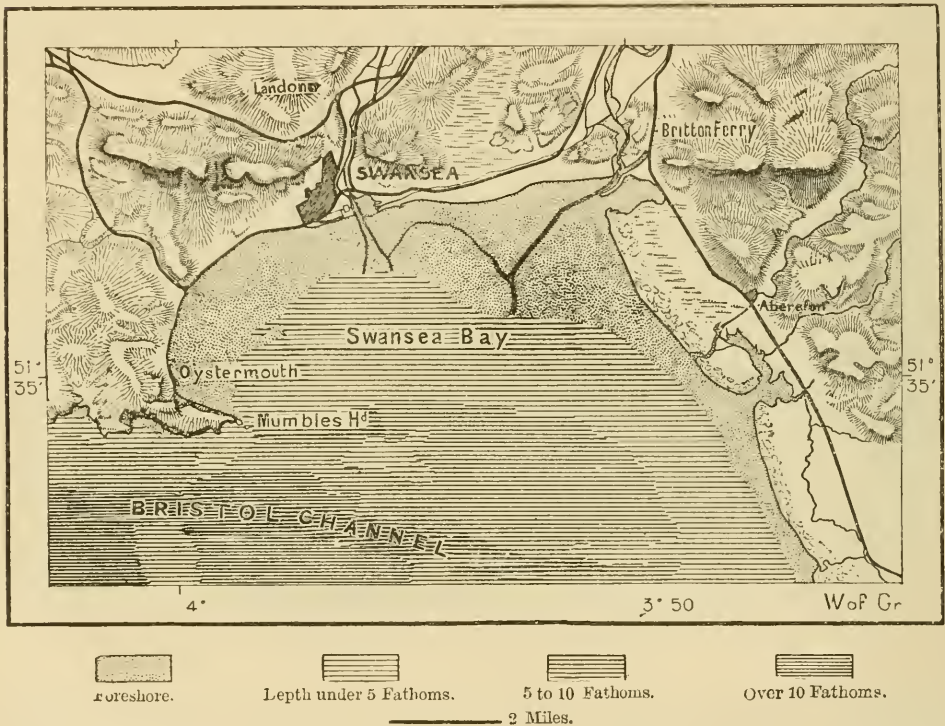 Landore
Britton Ferry
SWANSEA
Aberafon
Swansea Bay
51° 35'
51° 35'
Oystermouth
Mumbles Hd
BRISTOL CHANNEL
4° 3° 50 W of Gr
Foreshore. Depth under 5 Fathoms. 5 to 10 Fathoms. Over 10 Fathoms.
2 Miles.